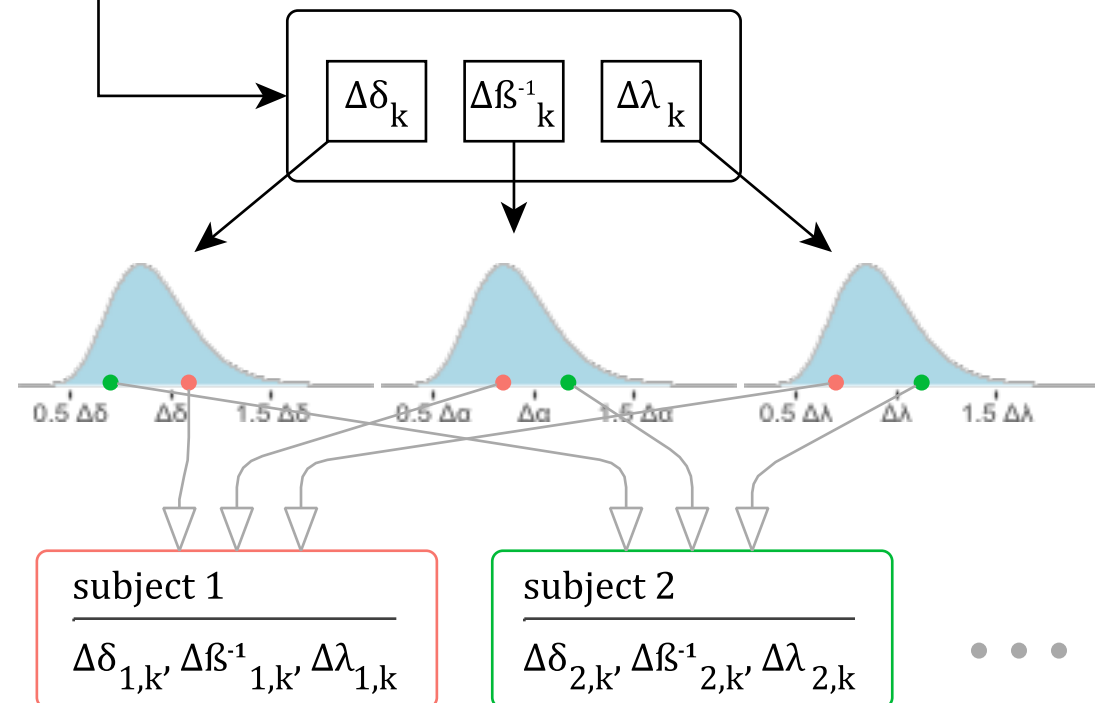 Δδk Δß⁻¹k Δλk
0.5 Δδ Δδ 1.5 Δδ 0.5 Δα Δα 1.5 Δα 0.5 Δλ Δλ 1.5 Δλ
subject 1 subject 2
Δδ1,k, Δß⁻¹1,k, Δλ1,k Δδ2,k, Δß⁻¹2,k, Δλ2,k